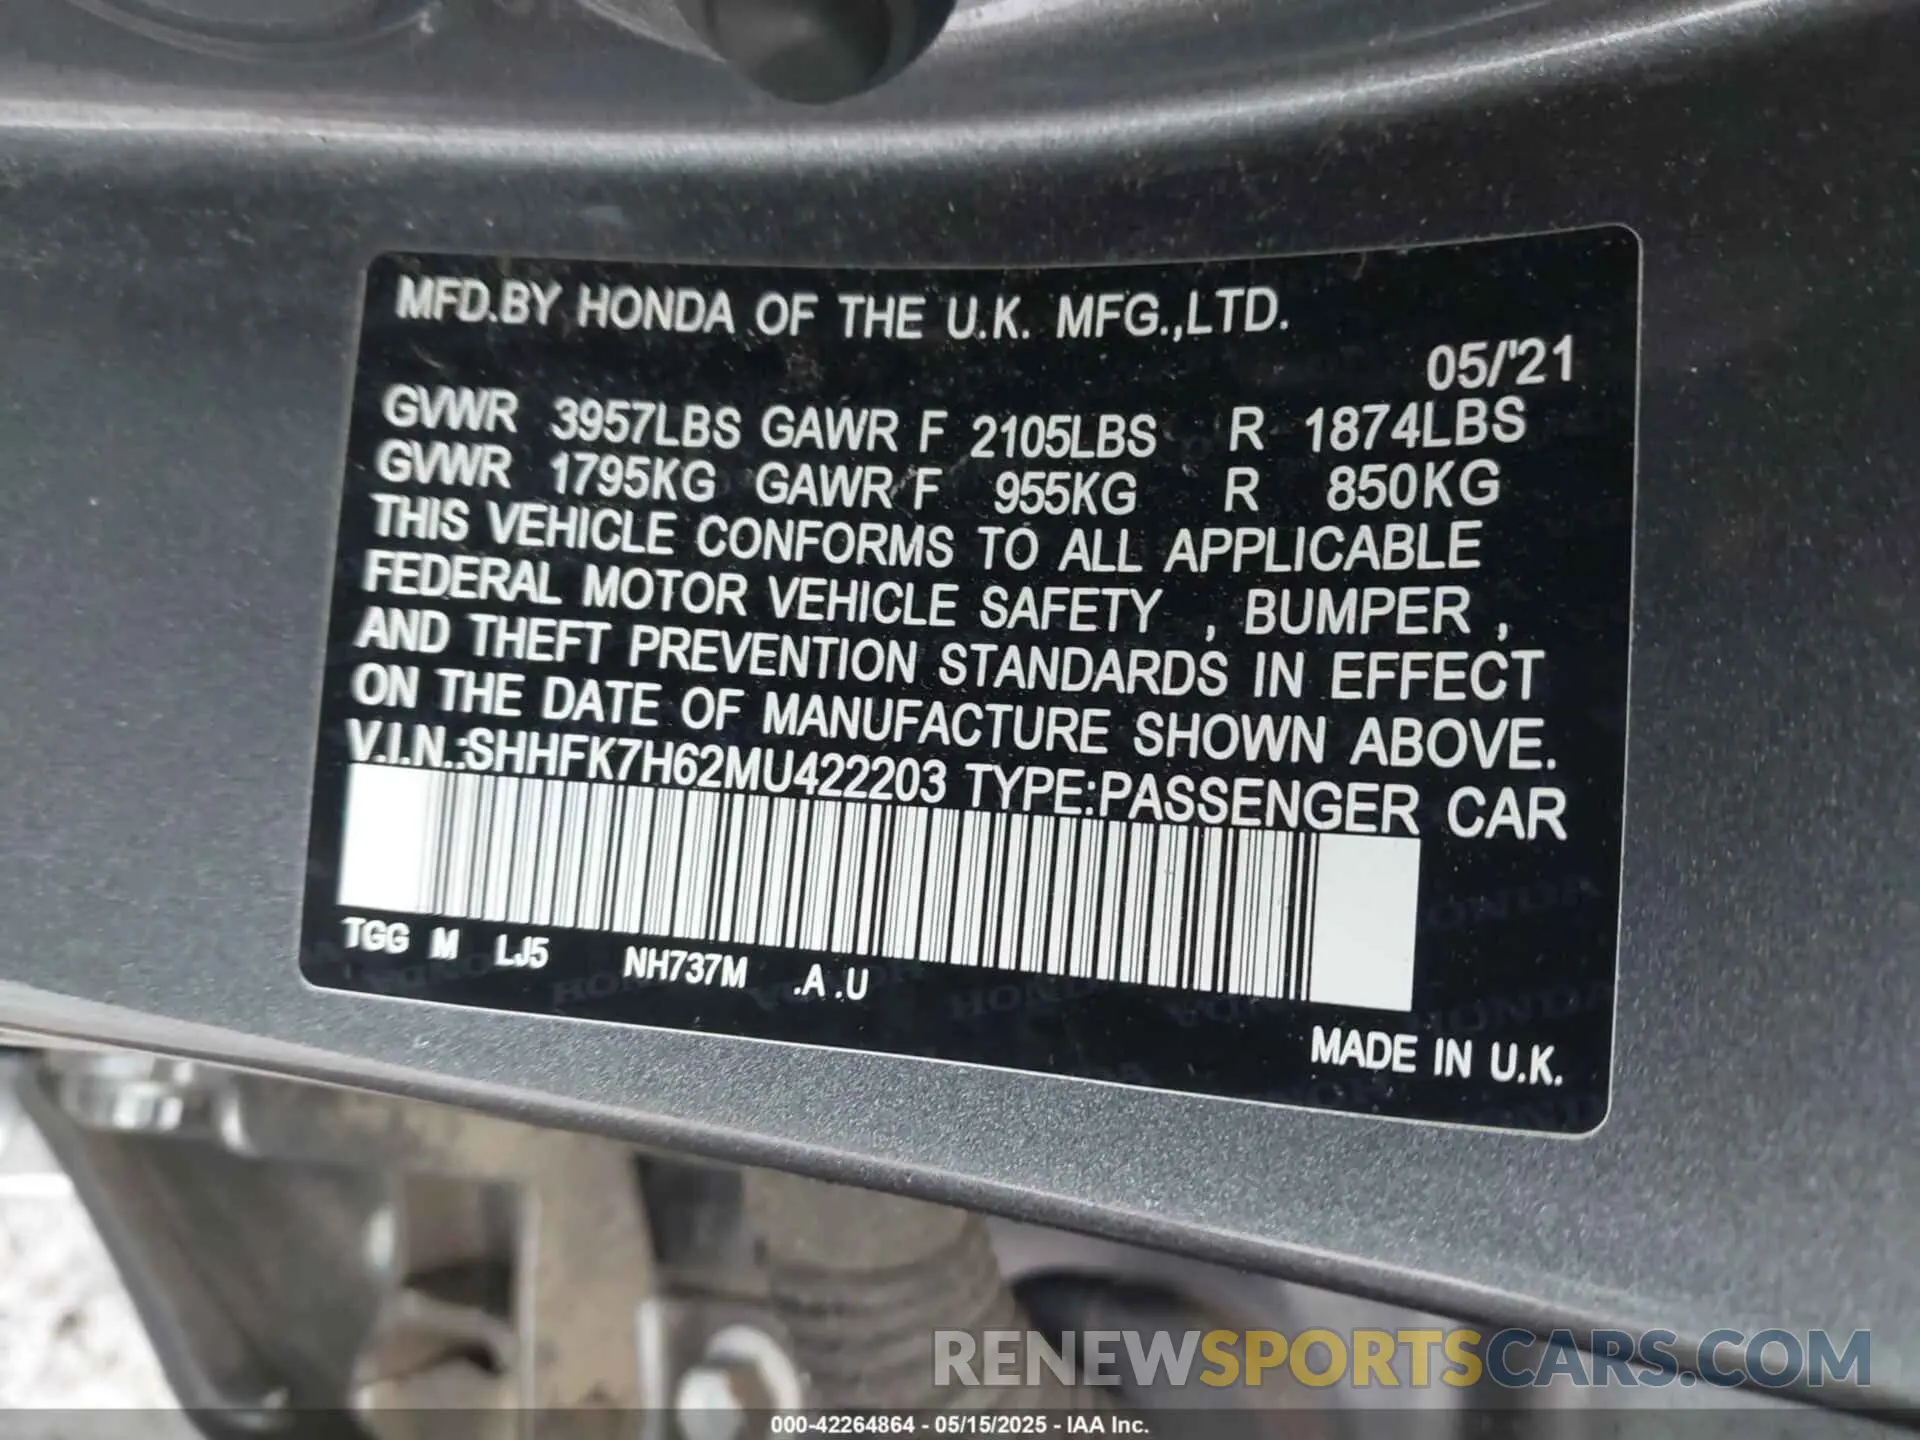 MFD.BY HONDA OF THE U.K. MFG.,LTD.
05/'21
GVWR 3957LBS GAWR F 2105LBS R 1874LBS
GVWR 1795KG GAWR F 955KG R 850KG
THIS VEHICLE CONFORMS TO ALL APPLICABLE
FEDERAL MOTOR VEHICLE SAFETY , BUMPER ,
AND THEFT PREVENTION STANDARDS IN EFFECT
ON THE DATE OF MANUFACTURE SHOWN ABOVE.
V.I.N.:SHHFK7H62MU422203 TYPE:PASSENGER CAR
TGG M LJ5 NH737M .A .U
MADE IN U.K.
RENEWSPORTSCARS.COM
000-42264864 - 05/15/2025 - IAA Inc.